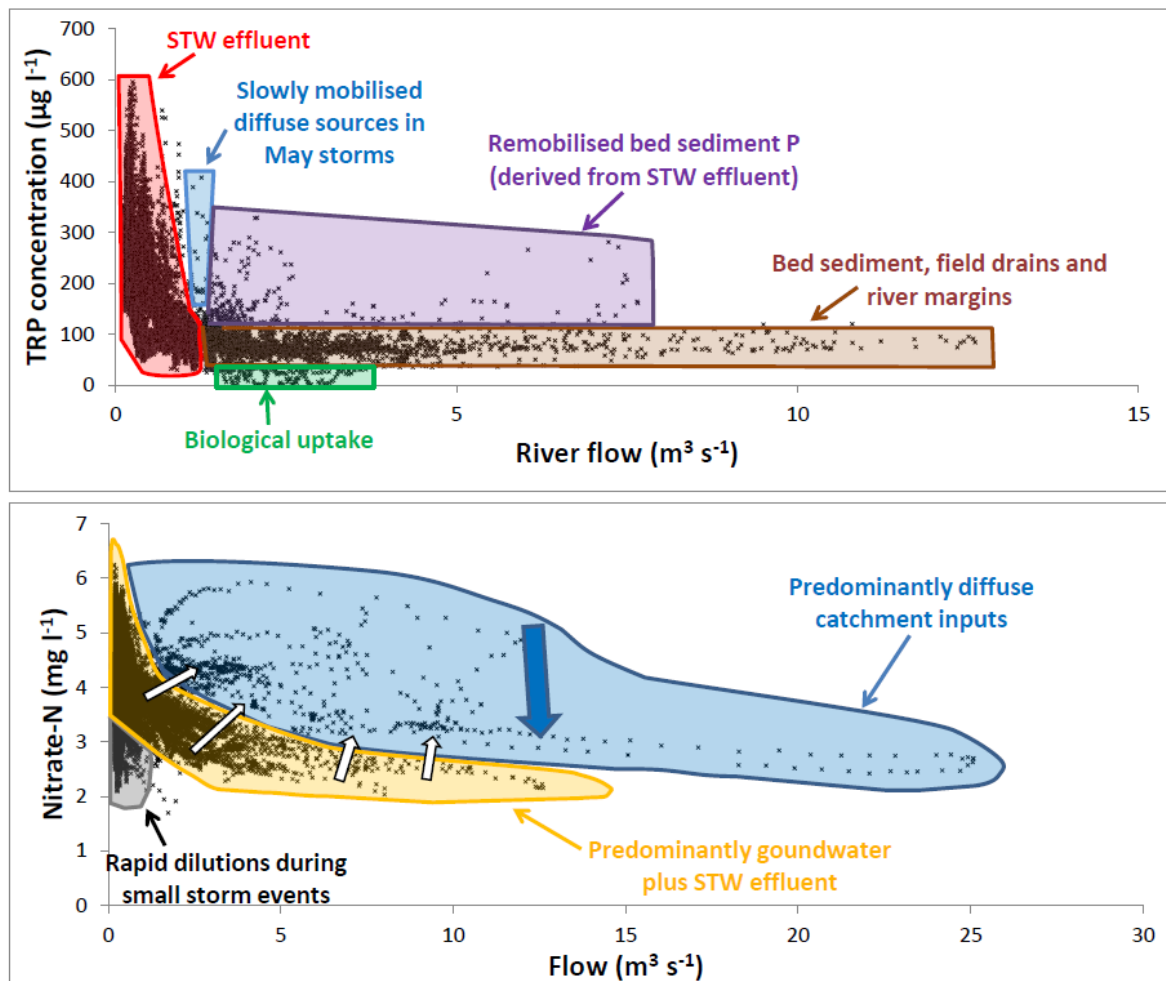 700
600
500
400
300
200
100
0
TRP concentration (µg l⁻¹)
STW effluent
Slowly mobilised
diffuse sources in
May storms
Remobilised bed sediment P
(derived from STW effluent)
Bed sediment, field drains and
river margins
Biological uptake
0
5
10
15
River flow (m³ s⁻¹)
7
6
5
4
3
2
1
0
Nitrate-N (mg l⁻¹)
Predominantly diffuse
catchment inputs
Rapid dilutions during
small storm events
Predominantly goundwater
plus STW effluent
0
5
10
15
20
25
30
Flow (m³ s⁻¹)